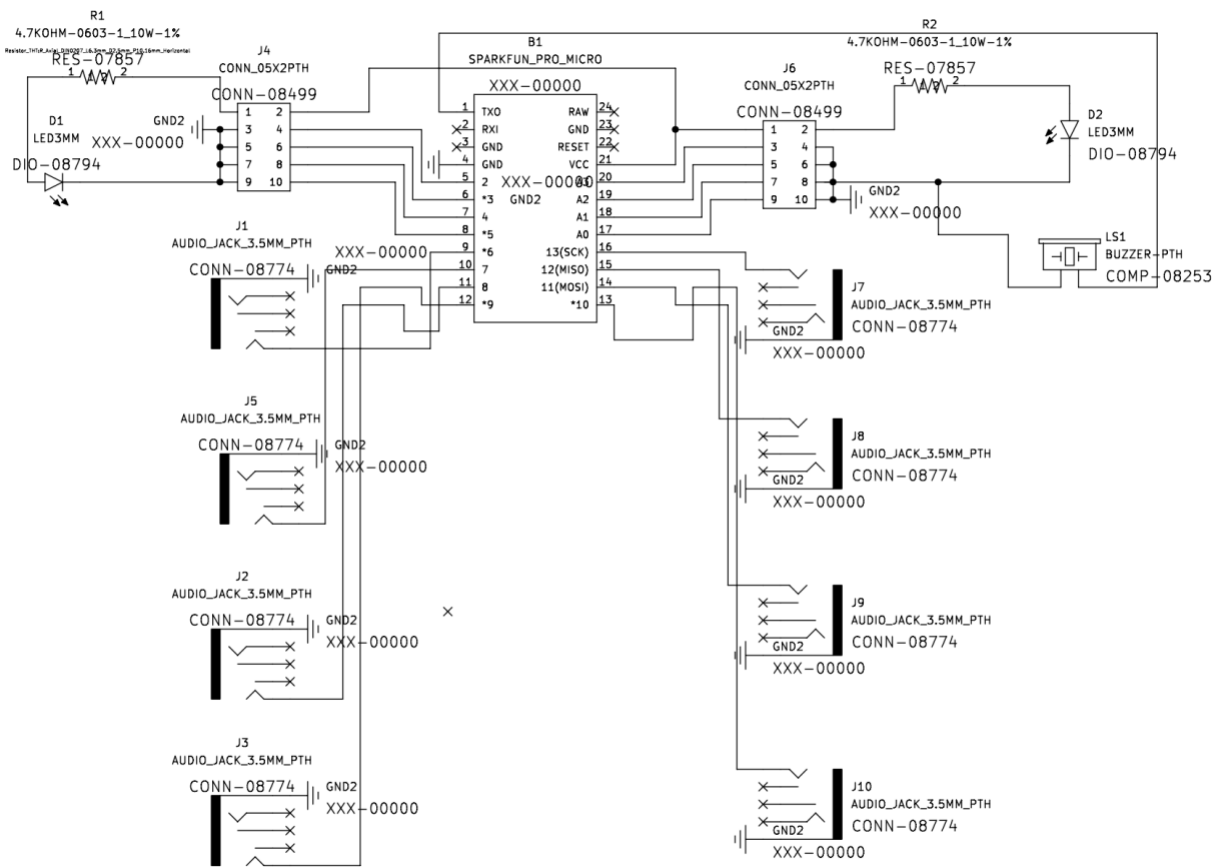 R1
4.7KOHM-0603-1_10W-1%
Resistor_THT:R_Axial_DIN0207_L6.3mm_D2.5mm_P10.16mm_Horizontal
RES-07857
1 1 2 2
J4
CONN_05X2PTH
CONN-08499
1 2
3 4
5 6
7 8
9 10
GND2
XXX-00000
D1
LED3MM
DIO-08794
B1
SPARKFUN_PRO_MICRO
XXX-00000
1 TXO RAW 24
2 RXI GND 23
3 GND RESET 22
4 GND VCC 21
5 2 20
XXX-00000
6 *3 A2 19
GND2
7 4 A1 18
8 *5 A0 17
9 *6 13(SCK) 16
10 7 12(MISO) 15
11 8 11(MOSI) 14
12 *9 *10 13
R2
4.7KOHM-0603-1_10W-1%
RES-07857
1 1 2 2
J6
CONN_05X2PTH
CONN-08499
1 2
3 4
5 6
7 8
9 10
GND2
XXX-00000
D2
LED3MM
DIO-08794
LS1
BUZZER-PTH
COMP-08253
J1
AUDIO_JACK_3.5MM_PTH
CONN-08774
XXX-00000
GND2
J5
AUDIO_JACK_3.5MM_PTH
CONN-08774
GND2
XXX-00000
J2
AUDIO_JACK_3.5MM_PTH
CONN-08774
GND2
XXX-00000
J3
AUDIO_JACK_3.5MM_PTH
CONN-08774
GND2
XXX-00000
J7
AUDIO_JACK_3.5MM_PTH
CONN-08774
GND2
XXX-00000
J8
AUDIO_JACK_3.5MM_PTH
CONN-08774
GND2
XXX-00000
J9
AUDIO_JACK_3.5MM_PTH
CONN-08774
GND2
XXX-00000
J10
AUDIO_JACK_3.5MM_PTH
CONN-08774
GND2
XXX-00000